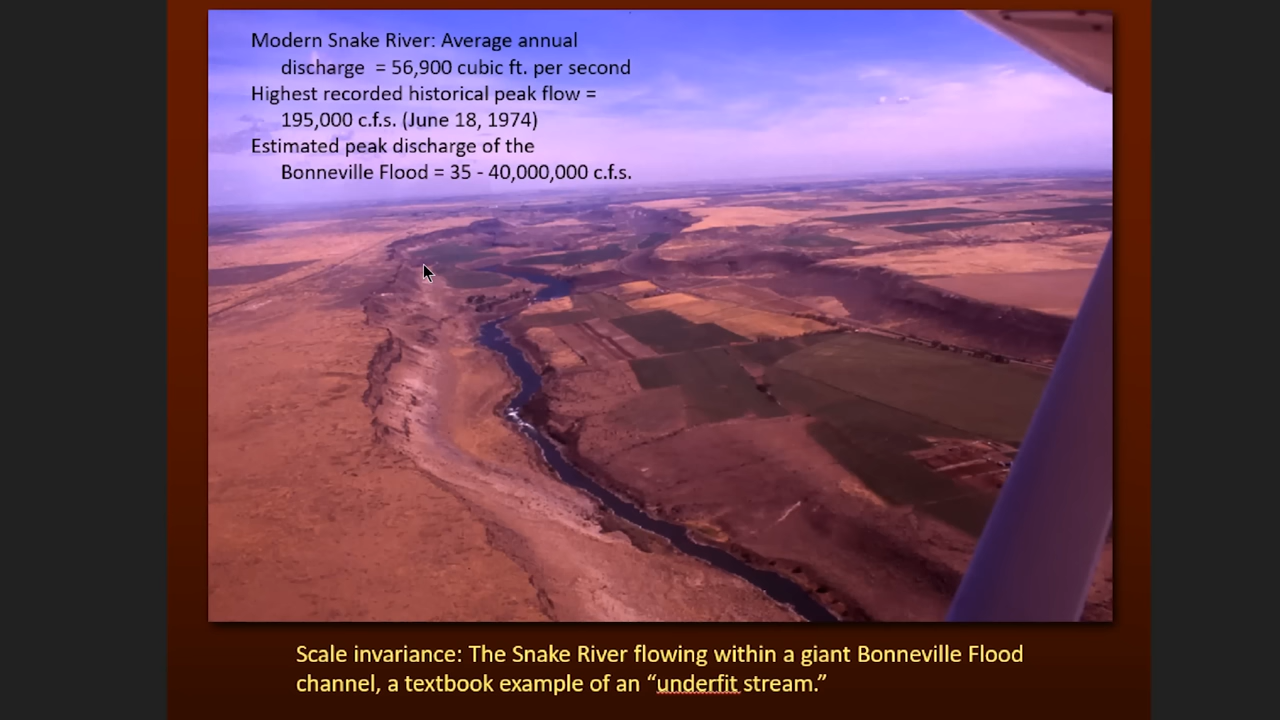 Modern Snake River: Average annual
discharge = 56,900 cubic ft. per second
Highest recorded historical peak flow =
195,000 c.f.s. (June 18, 1974)
Estimated peak discharge of the
Bonneville Flood = 35 - 40,000,000 c.f.s.
Scale invariance: The Snake River flowing within a giant Bonneville Flood
channel, a textbook example of an “underfit stream.”